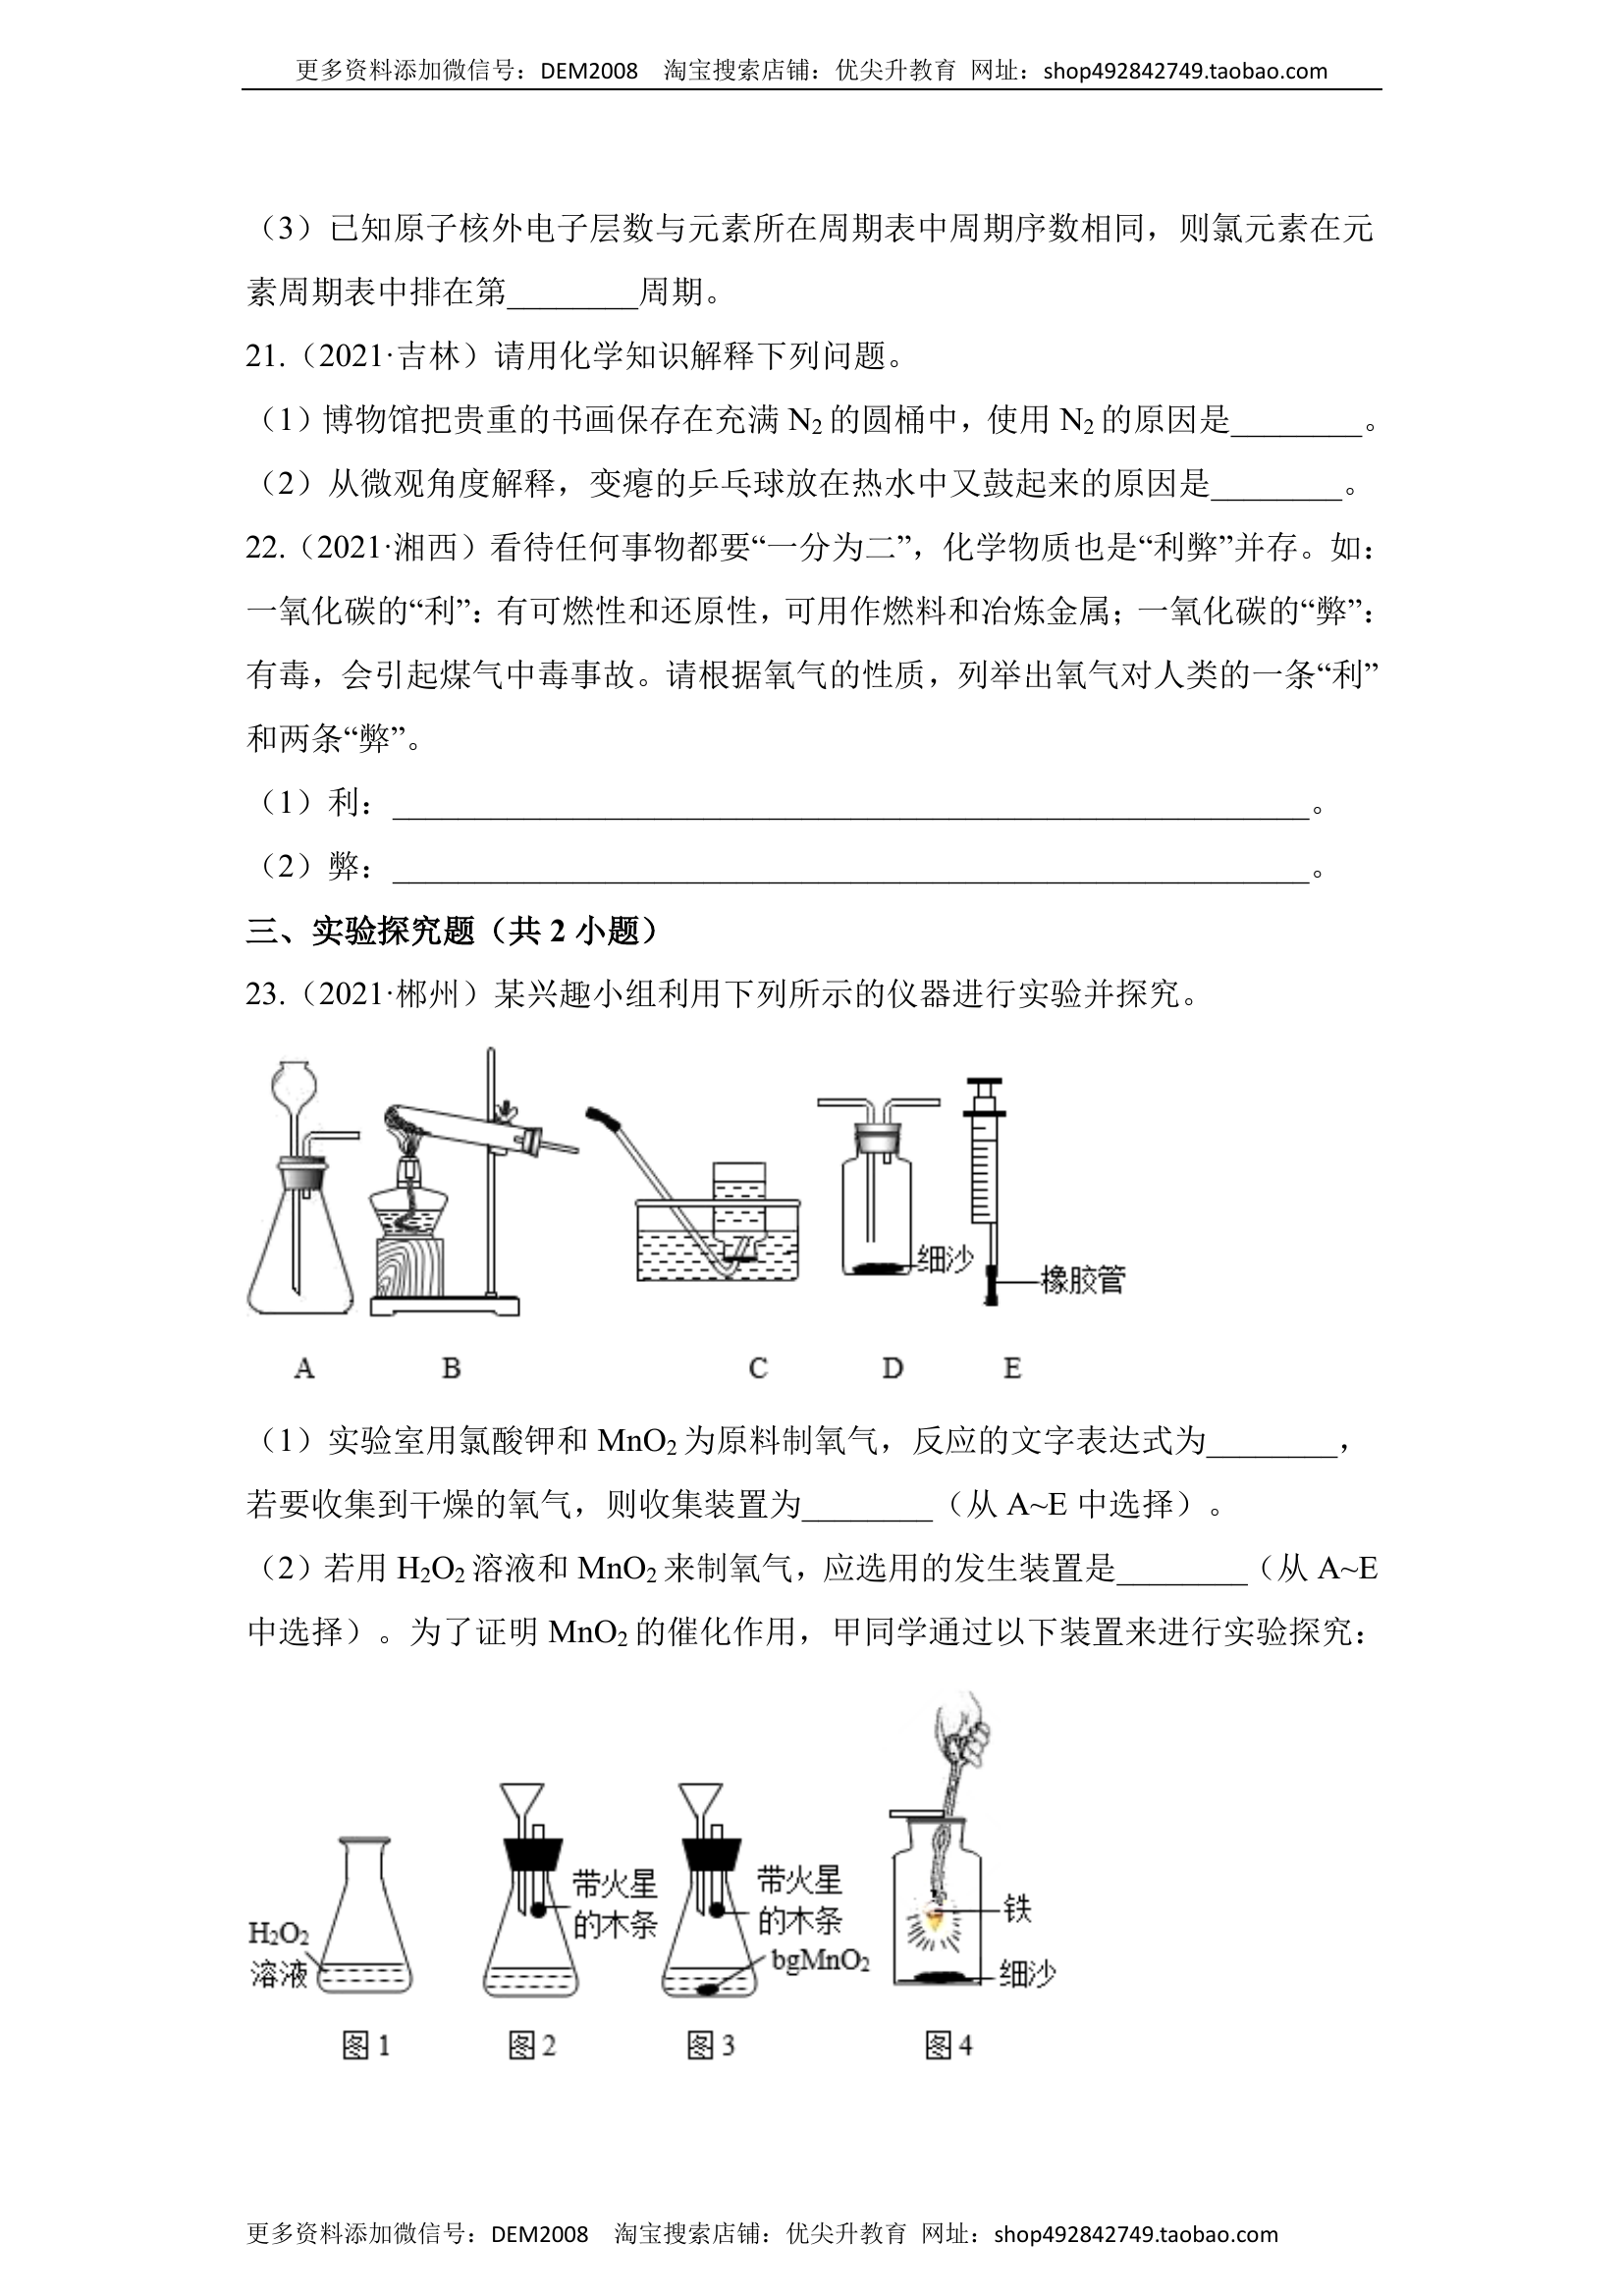 更多资料添加微信号：DEM2008 淘宝搜索店铺：优尖升教育 网址：shop492842749.taobao.com
（3）已知原子核外电子层数与元素所在周期表中周期序数相同，则氯元素在元
素周期表中排在第________周期。
21.（2021·吉林）请用化学知识解释下列问题。
（1）博物馆把贵重的书画保存在充满 N₂ 的圆桶中，使用 N₂ 的原因是________。
（2）从微观角度解释，变瘪的乒乓球放在热水中又鼓起来的原因是________。
22.（2021·湘西）看待任何事物都要“一分为二”，化学物质也是“利弊”并存。如：
一氧化碳的“利”：有可燃性和还原性，可用作燃料和冶炼金属；一氧化碳的“弊”：
有毒，会引起煤气中毒事故。请根据氧气的性质，列举出氧气对人类的一条“利”
和两条“弊”。
（1）利：________________________________________________________。
（2）弊：________________________________________________________。
三、实验探究题（共 2 小题）
23.（2021·郴州）某兴趣小组利用下列所示的仪器进行实验并探究。
细沙
橡胶管
A B C D E
（1）实验室用氯酸钾和 MnO₂ 为原料制氧气，反应的文字表达式为________，
若要收集到干燥的氧气，则收集装置为________（从 A~E 中选择）。
（2）若用 H₂O₂ 溶液和 MnO₂ 来制氧气，应选用的发生装置是________（从 A~E
中选择）。为了证明 MnO₂ 的催化作用，甲同学通过以下装置来进行实验探究：
H₂O₂
溶液
带火星
的木条
带火星
的木条
bgMnO₂
铁
细沙
图 1 图 2 图 3 图 4
更多资料添加微信号：DEM2008 淘宝搜索店铺：优尖升教育 网址：shop492842749.taobao.com